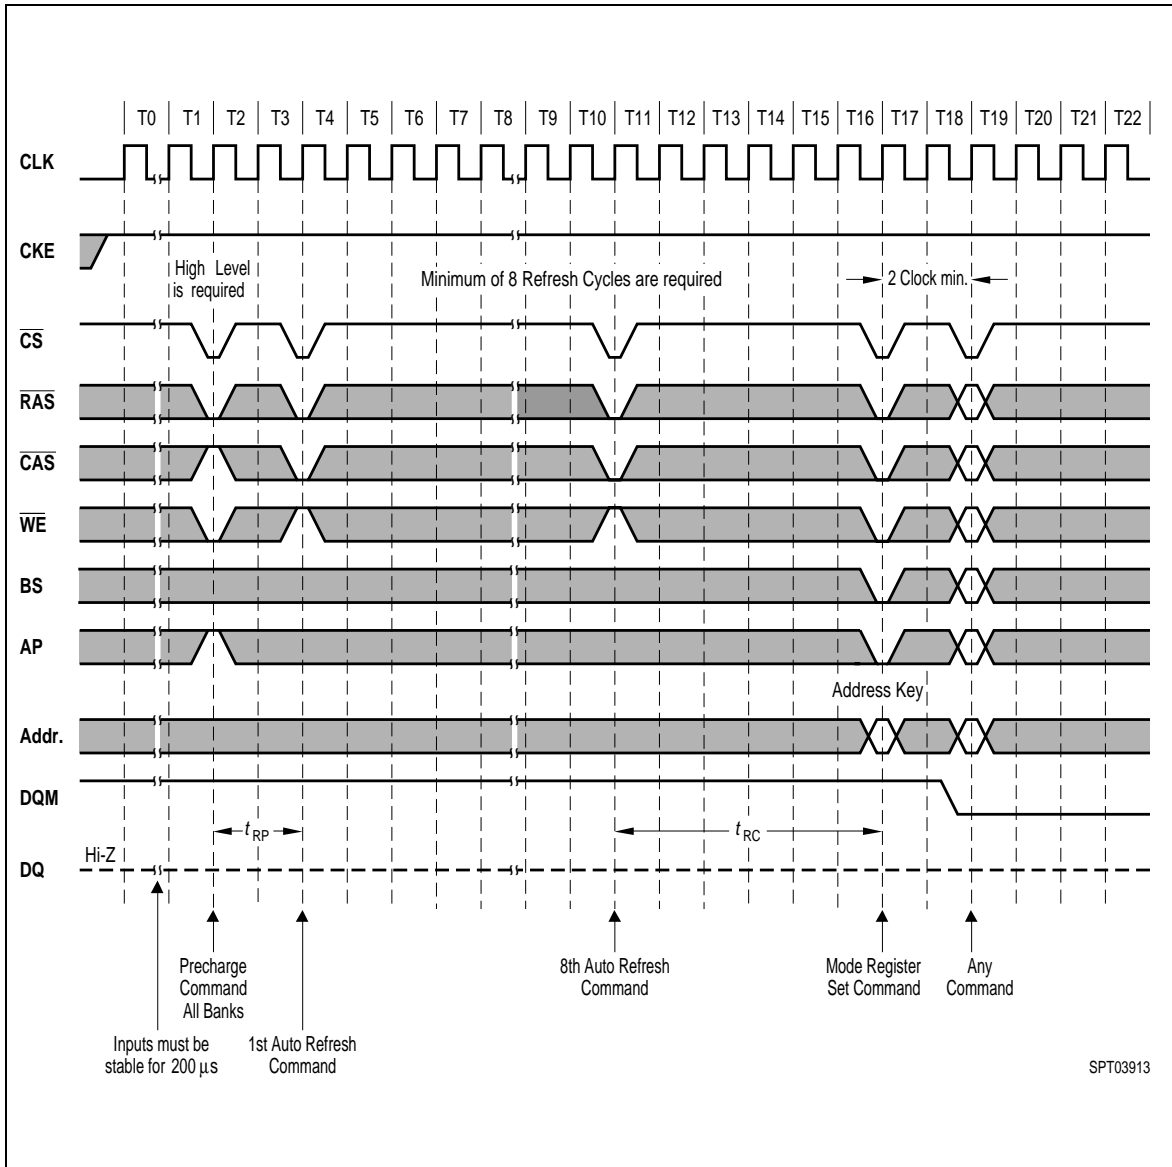 T0 T1 T2 T3 T4 T5 T6 T7 T8 T9 T10 T11 T12 T13 T14 T15 T16 T17 T18 T19 T20 T21 T22
CLK
CKE
High Level
is required
Minimum of 8 Refresh Cycles are required
2 Clock min.
CS
RAS
CAS
WE
BS
AP
Address Key
Addr.
DQM
tRP
tRC
Hi-Z
DQ
Precharge
Command
All Banks
8th Auto Refresh
Command
Mode Register
Set Command
Any
Command
Inputs must be
stable for 200 µs
1st Auto Refresh
Command
SPT03913